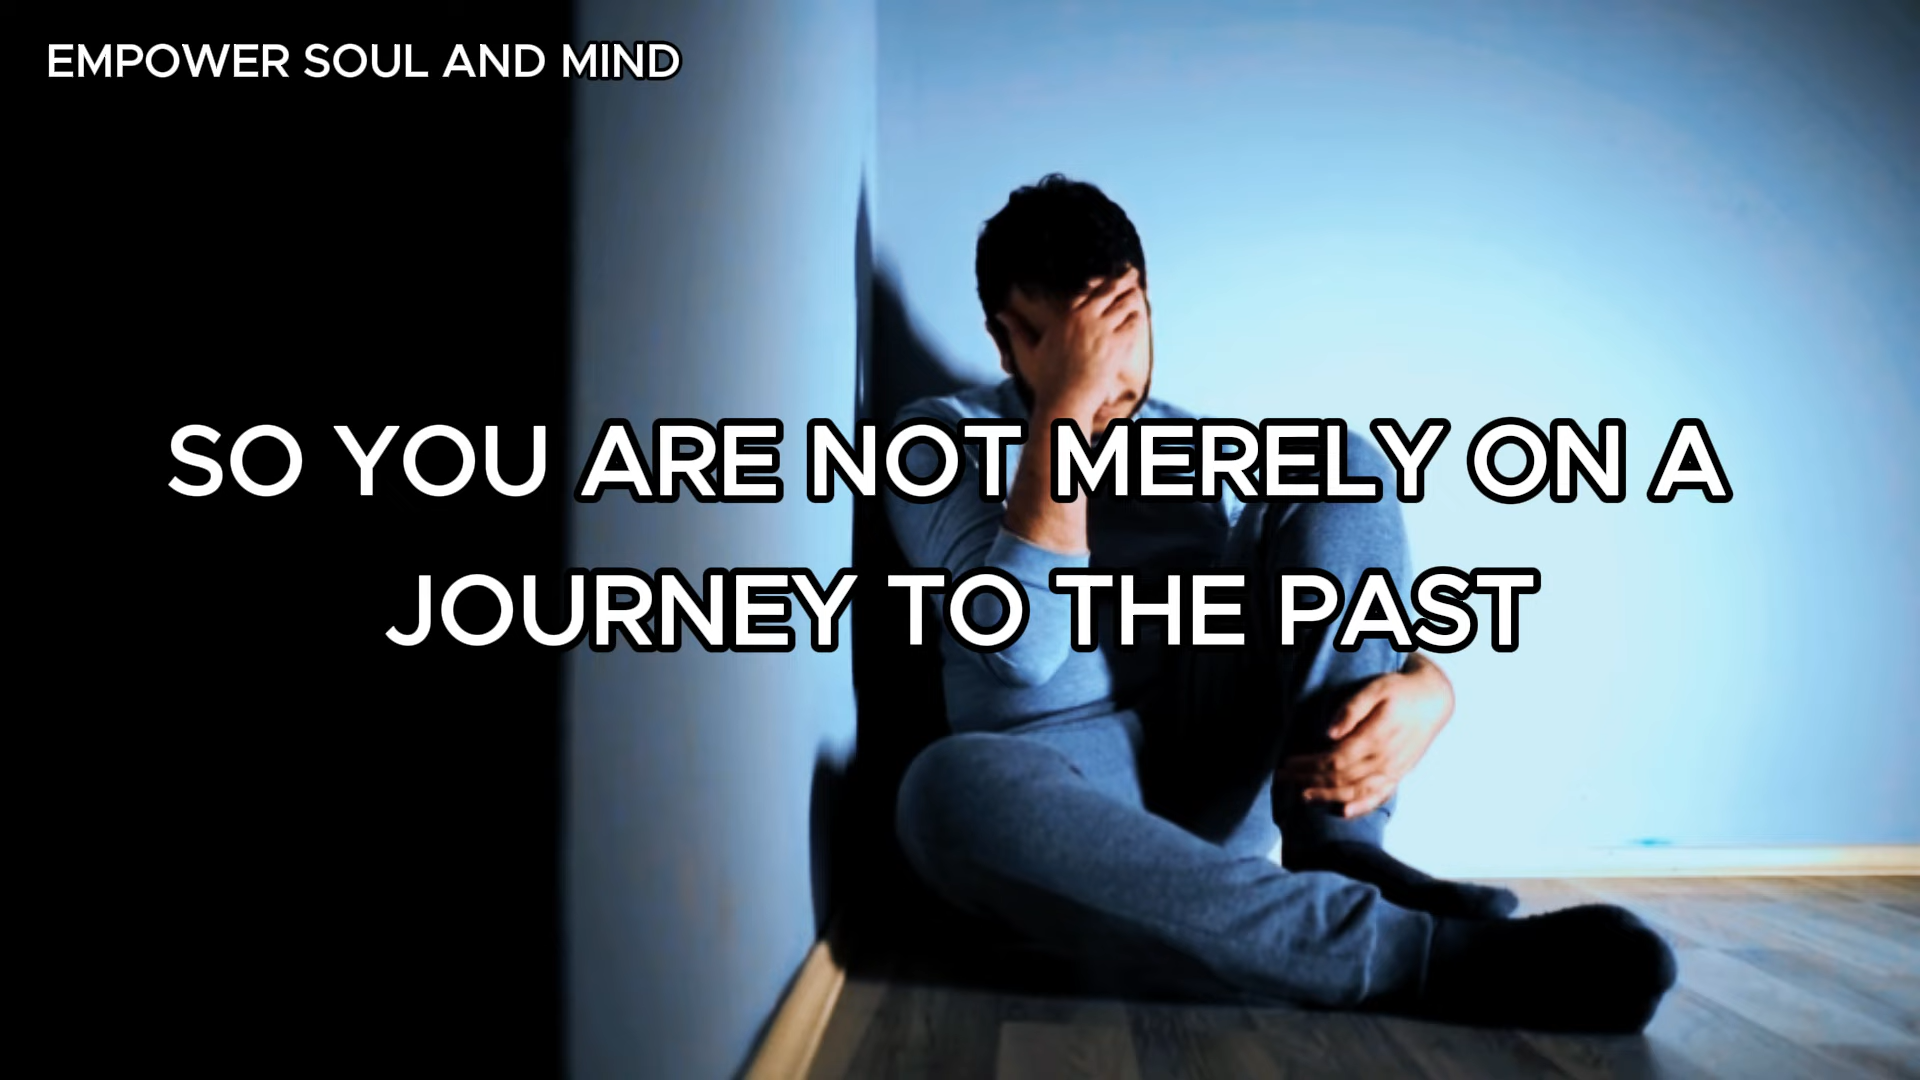 EMPOWER SOUL AND MIND
SO YOU ARE NOT MERELY ON A
JOURNEY TO THE PAST